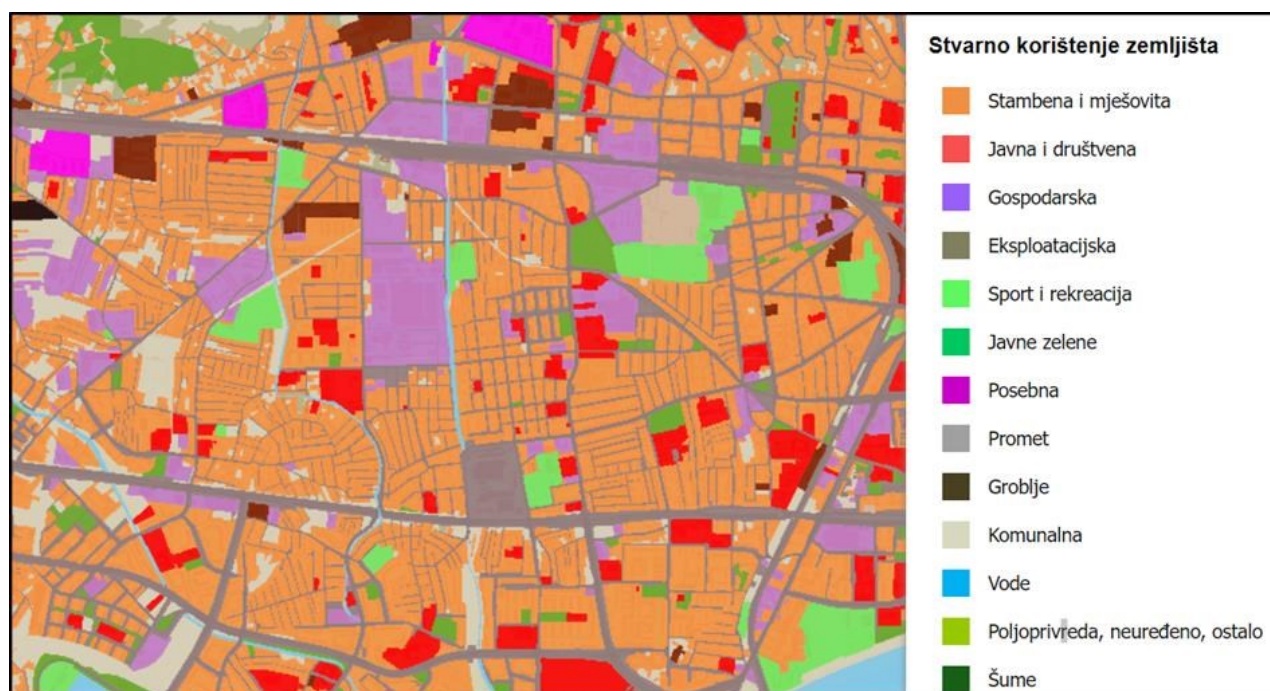 Stvarno korištenje zemljišta
Stambena i mješovita
Javna i društvena
Gospodarska
Eksploatacijska
Sport i rekreacija
Javne zelene
Posebna
Promet
Groblje
Komunalna
Vode
Poljoprivreda, neuređeno, ostalo
Šume